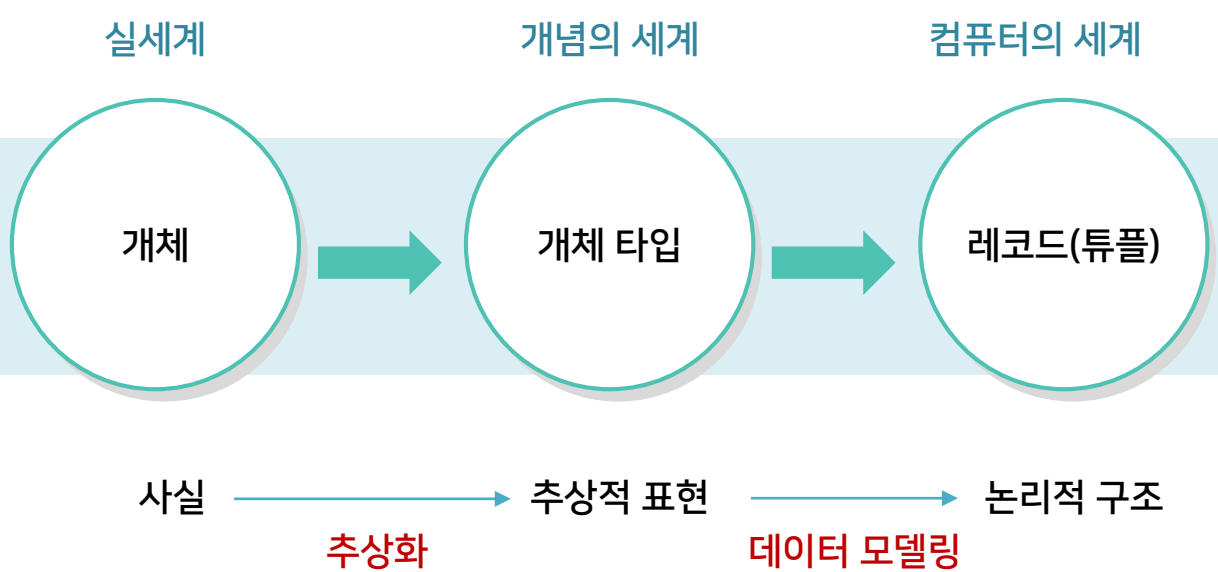 실세계 개념의 세계 컴퓨터의 세계
개체 개체 타입 레코드(튜플)
사실 추상적 표현 논리적 구조
추상화 데이터 모델링